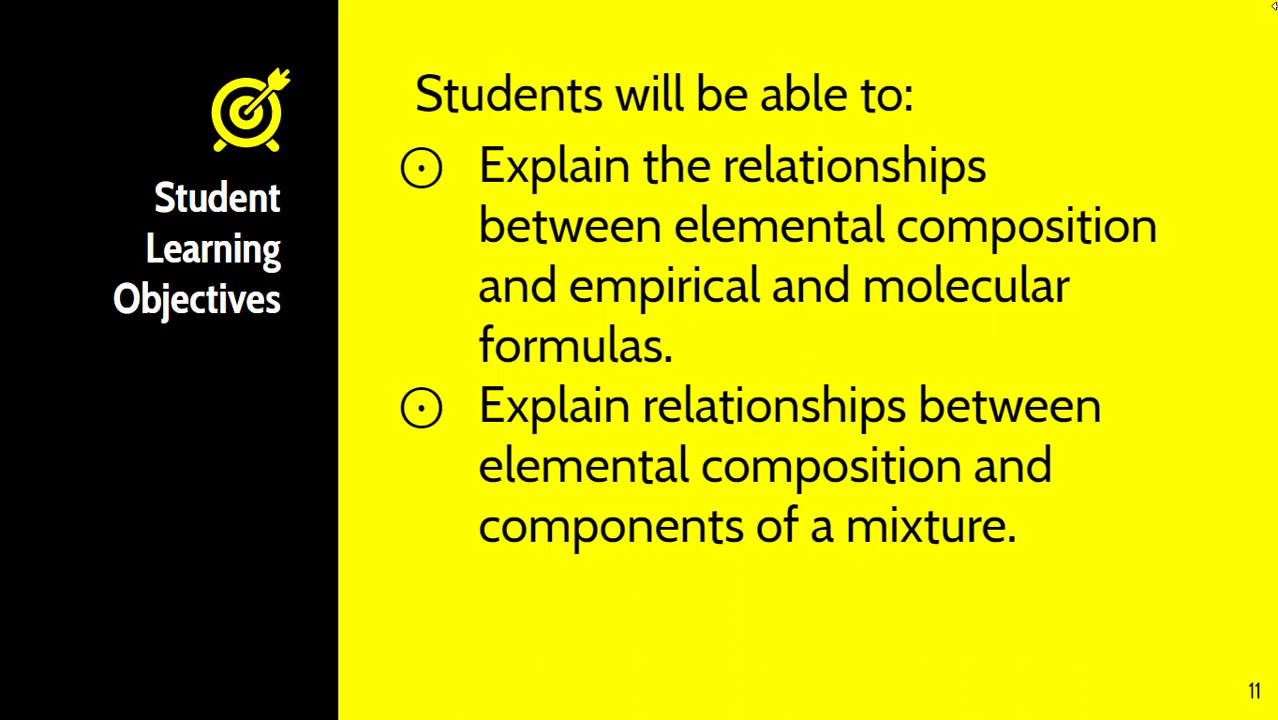 Student
Learning
Objectives
Students will be able to:
Explain the relationships
between elemental composition
and empirical and molecular
formulas.
Explain relationships between
elemental composition and
components of a mixture.
11